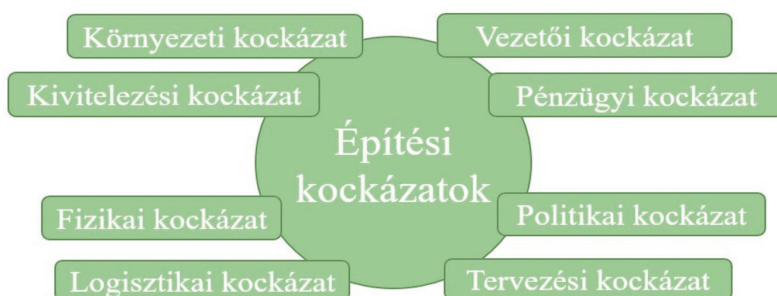 Környezeti kockázat
Vezetői kockázat
Kivitelezési kockázat
Pénzügyi kockázat
Építési
kockázatok
Fizikai kockázat
Politikai kockázat
Logisztikai kockázat
Tervezési kockázat